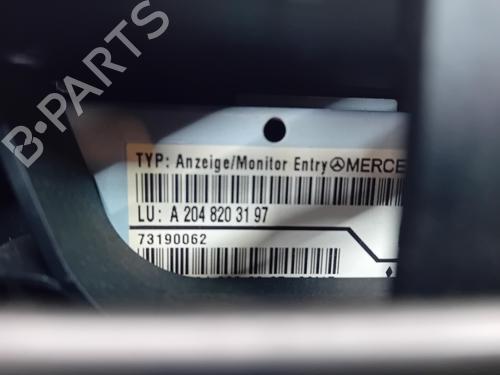 B-PARTS
TYP: Anzeige/Monitor Entry MERCE
LU: A 204 820 31 97
73190062